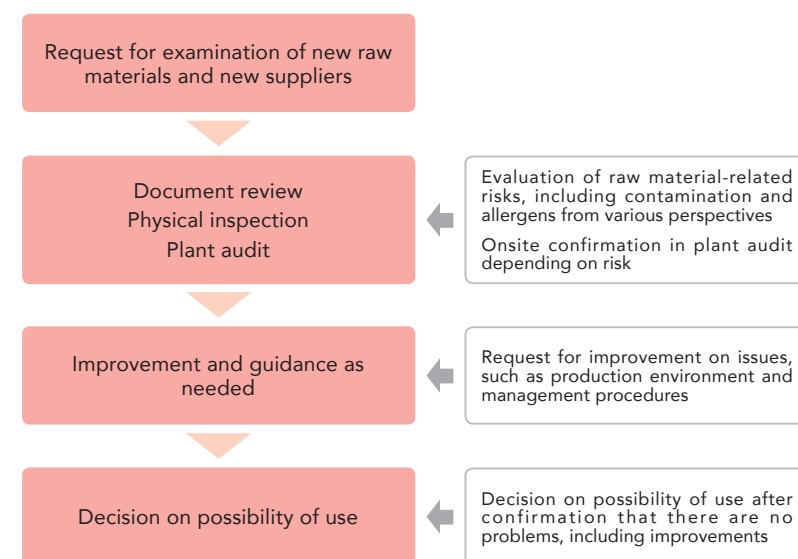 Request for examination of new raw
materials and new suppliers
Document review
Physical inspection
Plant audit
Evaluation of raw material-related
risks, including contamination and
allergens from various perspectives
Onsite confirmation in plant audit
depending on risk
Improvement and guidance as
needed
Request for improvement on issues,
such as production environment and
management procedures
Decision on possibility of use
Decision on possibility of use after
confirmation that there are no
problems, including improvements